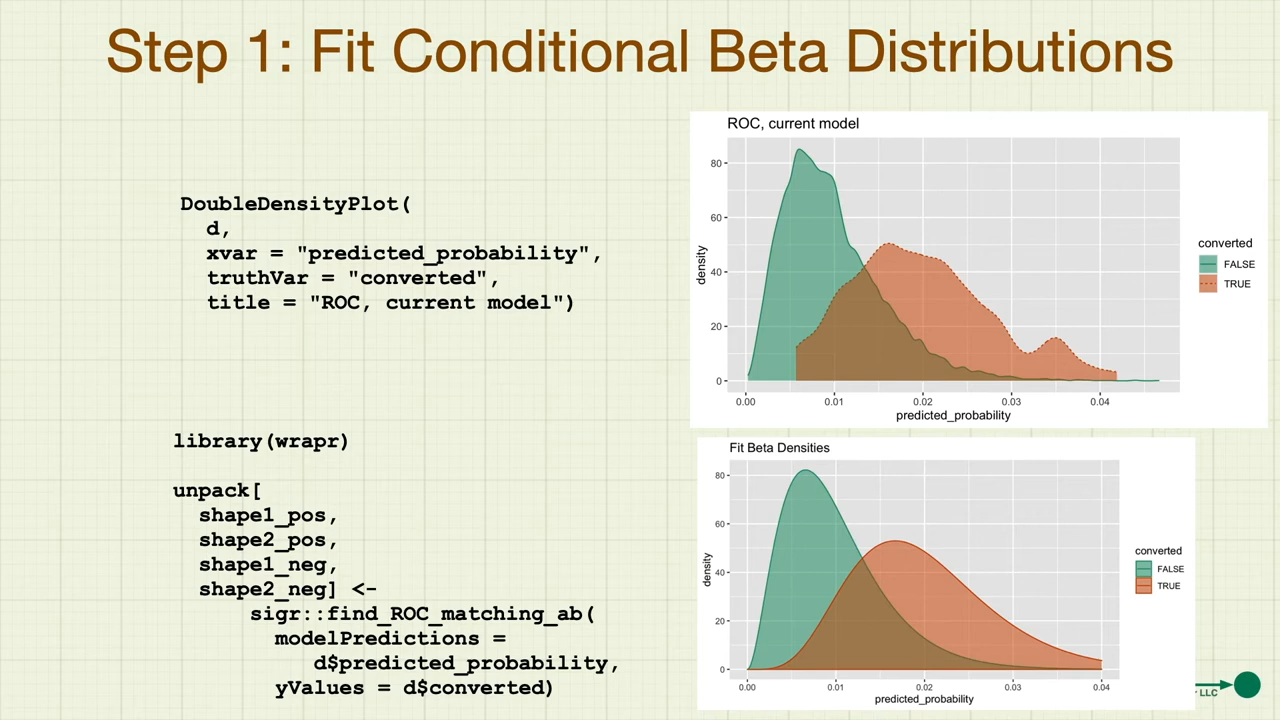 Step 1: Fit Conditional Beta Distributions
DoubleDensityPlot(
d,
xvar = "predicted_probability",
truthVar = "converted",
title = "ROC, current model")
library(wrapr)
unpack[
shape1_pos,
shape2_pos,
shape1_neg,
shape2_neg] <-
sigr::find_ROC_matching_ab(
modelPredictions =
d$predicted_probability,
yValues = d$converted)
ROC, current model
80
60
40
20
0
density
0.00 0.01 0.02 0.03 0.04
predicted_probability
converted
FALSE
TRUE
Fit Beta Densities
80
60
40
20
0
density
0.00 0.01 0.02 0.03 0.04
predicted_probability
converted
FALSE
TRUE
LLC